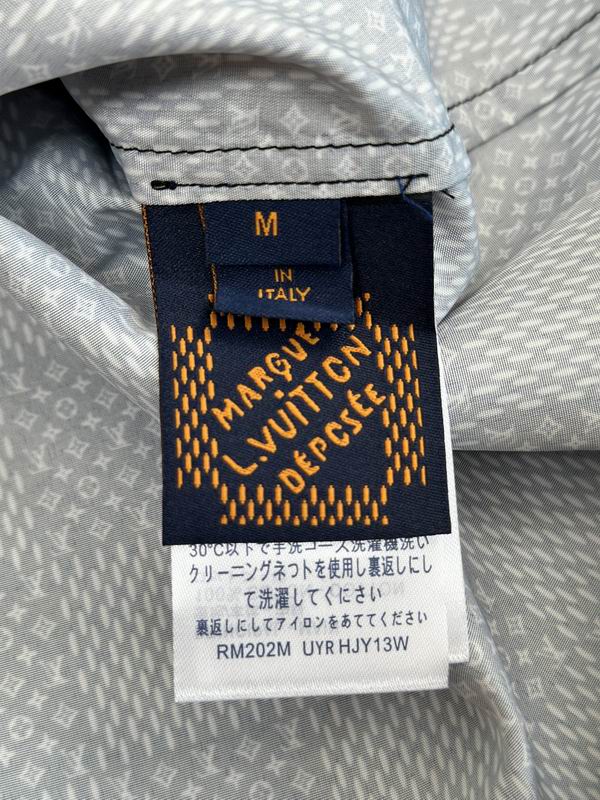 M
IN
ITALY
MARQUE
L.VUITTON
DÉPOSÉE
30℃以下で手洗コース洗濯機洗い
クリーニングネットを使用し裏返しにし
て洗濯してください
裏返しにしてアイロンをあててください
RM202M UYR HJY13W